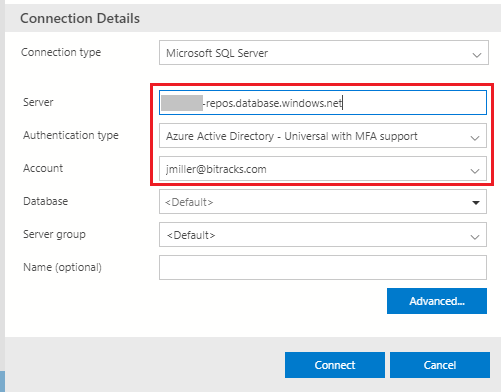 Connection Details
Connection type Microsoft SQL Server
Server -repos.database.windows.net
Authentication type Azure Active Directory - Universal with MFA support
Account jmiller@bitracks.com
Database <Default>
Server group <Default>
Name (optional)
Advanced...
Connect Cancel